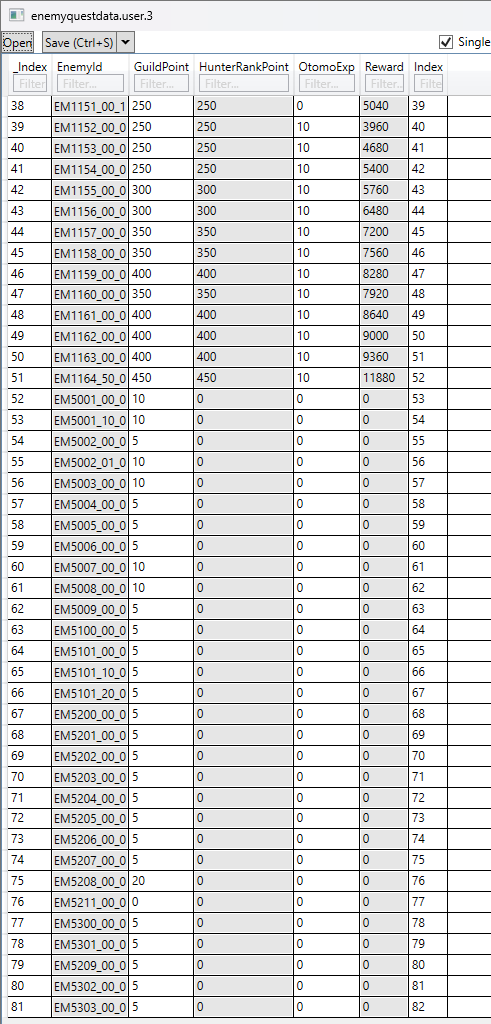 enemyquestdata.user.3
Open Save (Ctrl+S) Single
_Index EnemyId GuildPoint HunterRankPoint OtomoExp Reward Index
Filter Filter... Filter... Filter... Filter... Filter.. Filter
38 EM1151_00_1 250 250 0 5040 39
39 EM1152_00_0 250 250 10 3960 40
40 EM1153_00_0 250 250 10 4680 41
41 EM1154_00_0 250 250 10 5400 42
42 EM1155_00_0 300 300 10 5760 43
43 EM1156_00_0 300 300 10 6480 44
44 EM1157_00_0 350 350 10 7200 45
45 EM1158_00_0 350 350 10 7560 46
46 EM1159_00_0 400 400 10 8280 47
47 EM1160_00_0 350 350 10 7920 48
48 EM1161_00_0 400 400 10 8640 49
49 EM1162_00_0 400 400 10 9000 50
50 EM1163_00_0 400 400 10 9360 51
51 EM1164_50_0 450 450 10 11880 52
52 EM5001_00_0 10 0 0 0 53
53 EM5001_10_0 10 0 0 0 54
54 EM5002_00_0 5 0 0 0 55
55 EM5002_01_0 10 0 0 0 56
56 EM5003_00_0 10 0 0 0 57
57 EM5004_00_0 5 0 0 0 58
58 EM5005_00_0 5 0 0 0 59
59 EM5006_00_0 5 0 0 0 60
60 EM5007_00_0 10 0 0 0 61
61 EM5008_00_0 10 0 0 0 62
62 EM5009_00_0 5 0 0 0 63
63 EM5100_00_0 5 0 0 0 64
64 EM5101_00_0 5 0 0 0 65
65 EM5101_10_0 5 0 0 0 66
66 EM5101_20_0 5 0 0 0 67
67 EM5200_00_0 5 0 0 0 68
68 EM5201_00_0 5 0 0 0 69
69 EM5202_00_0 5 0 0 0 70
70 EM5203_00_0 5 0 0 0 71
71 EM5204_00_0 5 0 0 0 72
72 EM5205_00_0 5 0 0 0 73
73 EM5206_00_0 5 0 0 0 74
74 EM5207_00_0 5 0 0 0 75
75 EM5208_00_0 20 0 0 0 76
76 EM5211_00_0 0 0 0 0 77
77 EM5300_00_0 5 0 0 0 78
78 EM5301_00_0 5 0 0 0 79
79 EM5209_00_0 5 0 0 0 80
80 EM5302_00_0 5 0 0 0 81
81 EM5303_00_0 5 0 0 0 82